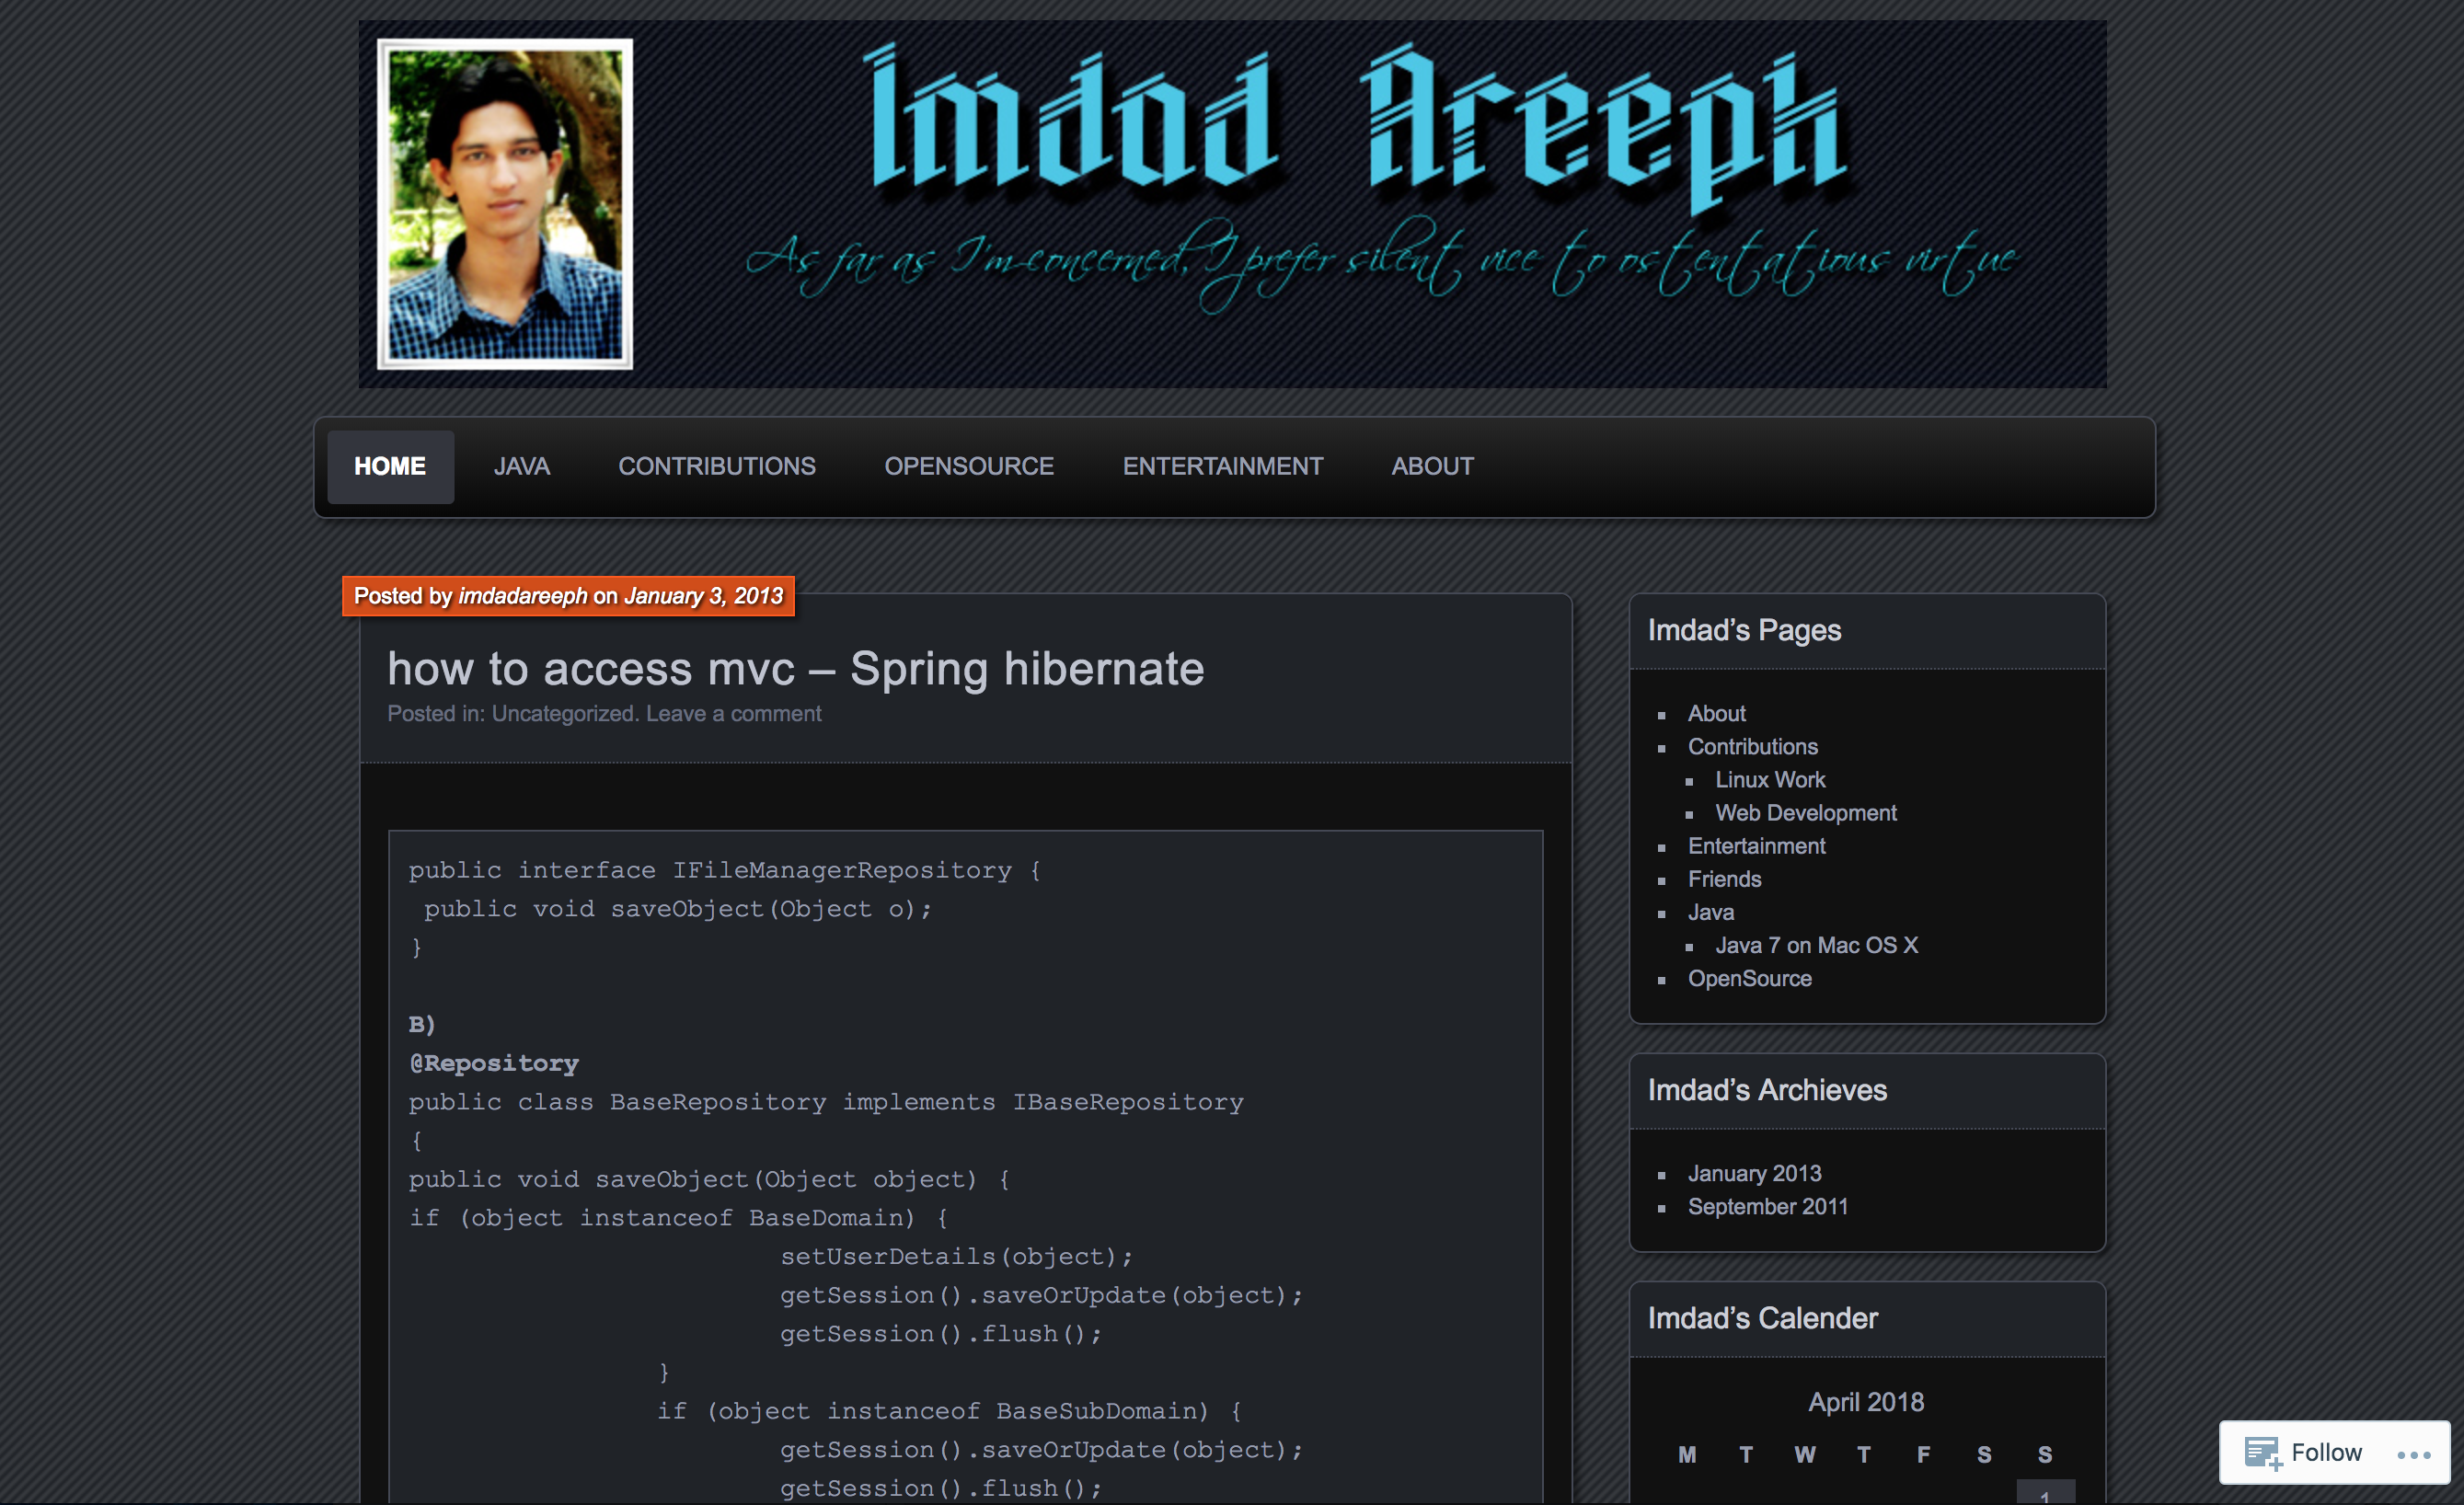 Imdad Areeph
As far as I'm concerned, I prefer silent vice to ostentatious virtue
HOME JAVA CONTRIBUTIONS OPENSOURCE ENTERTAINMENT ABOUT
Posted by imdadareeph on January 3, 2013
how to access mvc – Spring hibernate
Posted in: Uncategorized. Leave a comment
public interface IFileManagerRepository {
public void saveObject(Object o);
}
B)
@Repository
public class BaseRepository implements IBaseRepository
{
public void saveObject(Object object) {
if (object instanceof BaseDomain) {
setUserDetails(object);
getSession().saveOrUpdate(object);
getSession().flush();
}
if (object instanceof BaseSubDomain) {
getSession().saveOrUpdate(object);
getSession().flush();
Imdad’s Pages
About
Contributions
Linux Work
Web Development
Entertainment
Friends
Java
Java 7 on Mac OS X
OpenSource
Imdad’s Archieves
January 2013
September 2011
Imdad’s Calender
April 2018
M T W T F S S
1
Follow